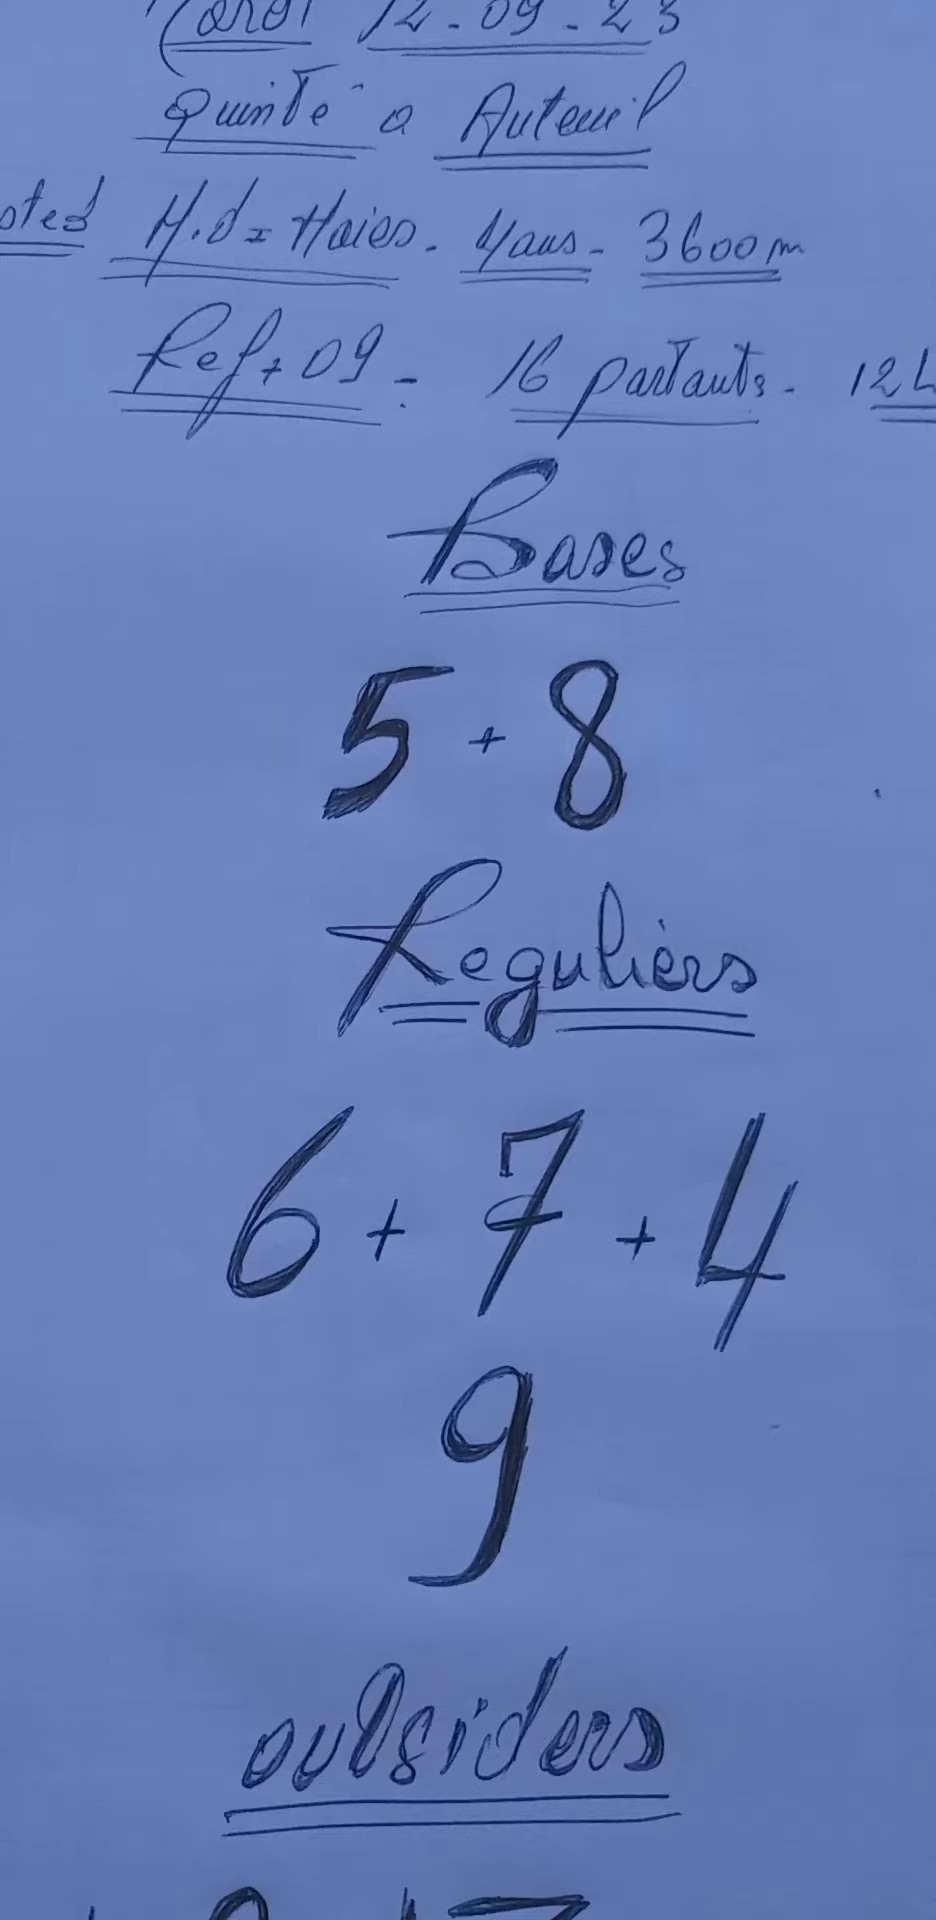 12-09-23
Quinté à Auteuil
H.d = Haies - 4ans - 3600m
Ref + 09 - 16 partants - 12h
Bases
5 + 8
Reguliers
6 + 7 + 4
9
outsiders